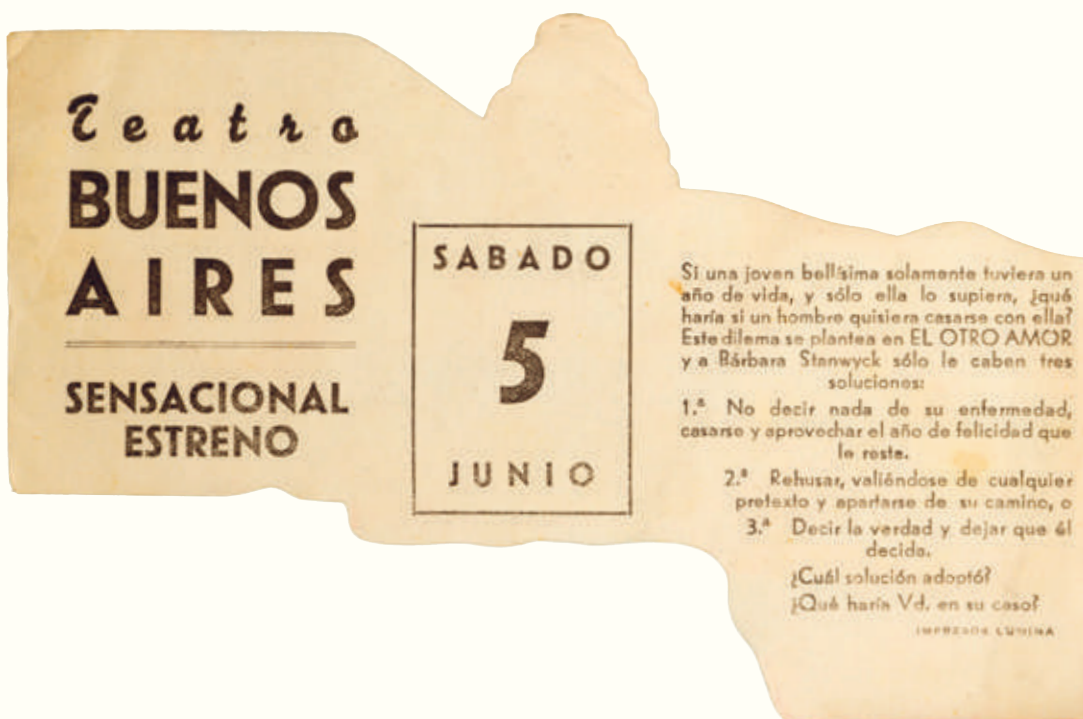 Teatro
BUENOS
AIRES
SENSACIONAL
ESTRENO
SABADO
5
JUNIO
Si una joven bellísima solamente tuviera un
año de vida, y sólo ella lo supiera, ¿qué
haría si un hombre quisiera casarse con ella?
Este dilema se plantea en EL OTRO AMOR
y a Bárbara Stanwyck sólo le caben tres
soluciones:
1.ª No decir nada de su enfermedad,
casarse y aprovechar el año de felicidad que
le resta.
2.ª Rehusar, valiéndose de cualquier
pretexto y apartarse de su camino, o
3.ª Decir la verdad y dejar que él
decida.
¿Cuál solución adoptó?
¿Qué haría Vd. en su caso?
IMPRESOS LUMINA